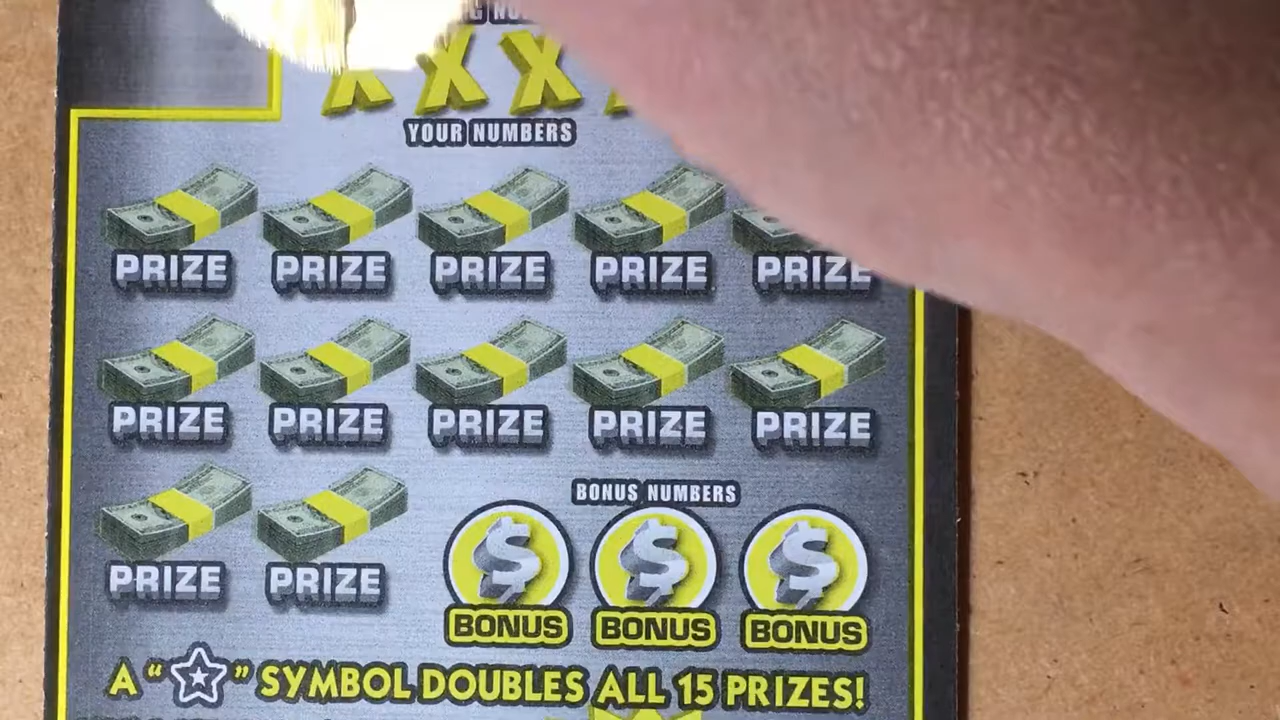 X X X
YOUR NUMBERS
PRIZE PRIZE PRIZE PRIZE PRIZE
PRIZE PRIZE PRIZE PRIZE PRIZE
BONUS NUMBERS
PRIZE PRIZE
BONUS BONUS BONUS
A "☆" SYMBOL DOUBLES ALL 15 PRIZES!